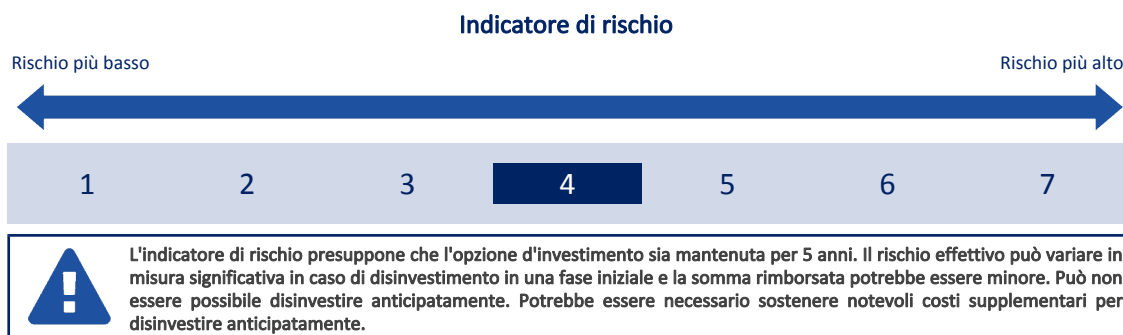 Indicatore di rischio
Rischio più basso
Rischio più alto
1 2 3 4 5 6 7
L'indicatore di rischio presuppone che l'opzione d'investimento sia mantenuta per 5 anni. Il rischio effettivo può variare in
misura significativa in caso di disinvestimento in una fase iniziale e la somma rimborsata potrebbe essere minore. Può non
essere possibile disinvestire anticipatamente. Potrebbe essere necessario sostenere notevoli costi supplementari per
disinvestire anticipatamente.